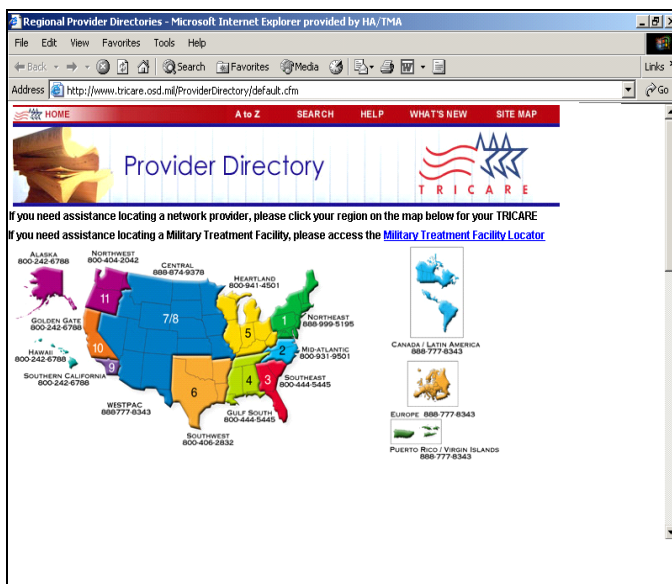 Regional Provider Directories - Microsoft Internet Explorer provided by HA/TMA
File Edit View Favorites Tools Help
Back Search Favorites Media Links »
Address http://www.tricare.osd.mil/ProviderDirectory/default.cfm Go
HOME A to Z SEARCH HELP WHAT'S NEW SITE MAP
Provider Directory
TRICARE
If you need assistance locating a network provider, please click your region on the map below for your TRICARE
If you need assistance locating a Military Treatment Facility, please access the Military Treatment Facility Locator
ALASKA
800-242-6788
NORTHWEST
800-404-2042
CENTRAL
888-874-9378
HEARTLAND
800-941-4501
11
7/8
1
NORTHEAST
888-999-5195
GOLDEN GATE
800-242-6788
10
5
2
MID-ATLANTIC
800-931-9501
HAWAII
800-242-6788
9
SOUTHERN CALIFORNIA
800-242-6788
6
4
3
SOUTHEAST
800-444-5445
WESTPAC
888-777-8343
GULF SOUTH
800-444-5445
SOUTHWEST
800-406-2832
CANADA / LATIN AMERICA
888-777-8343
EUROPE 888-777-8343
PUERTO RICO / VIRGIN ISLANDS
888-777-8343